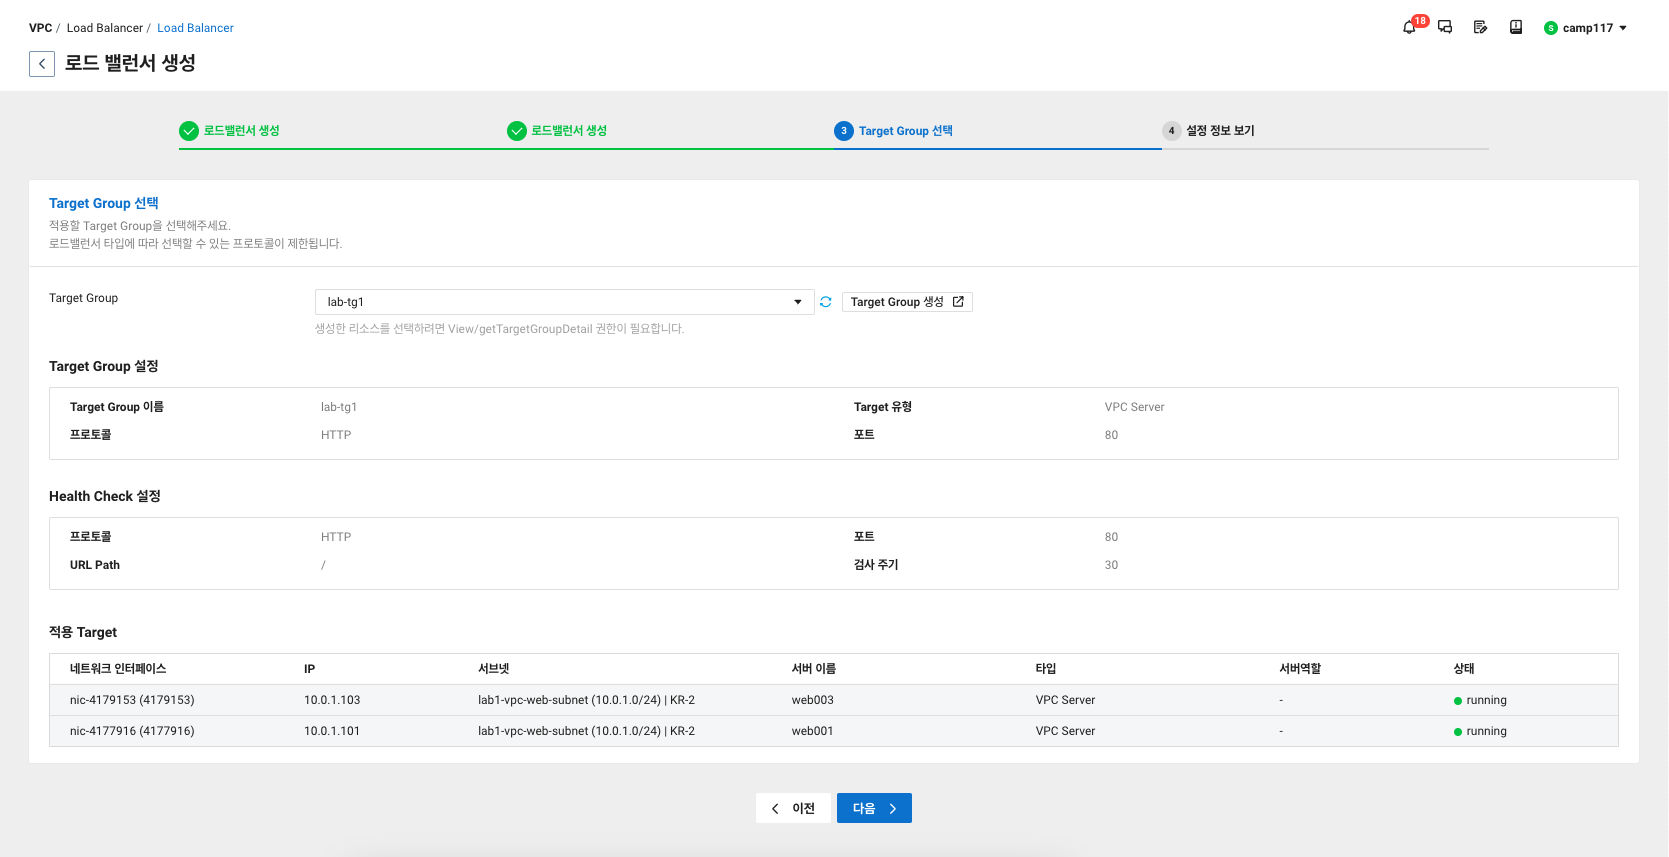 VPC / Load Balancer / Load Balancer
18
S camp117
로드 밸런서 생성
로드밸런서 생성
로드밸런서 생성
3 Target Group 선택
4 설정 정보 보기
Target Group 선택
적용할 Target Group을 선택해주세요.
로드밸런서 타입에 따라 선택할 수 있는 프로토콜이 제한됩니다.
Target Group
lab-tg1
Target Group 생성
생성한 리소스를 선택하려면 View/getTargetGroupDetail 권한이 필요합니다.
Target Group 설정
Target Group 이름 lab-tg1 Target 유형 VPC Server
프로토콜 HTTP 포트 80
Health Check 설정
프로토콜 HTTP 포트 80
URL Path / 검사 주기 30
적용 Target
네트워크 인터페이스 IP 서브넷 서버 이름 타입 서버역할 상태
nic-4179153 (4179153) 10.0.1.103 lab1-vpc-web-subnet (10.0.1.0/24) | KR-2 web003 VPC Server - running
nic-4177916 (4177916) 10.0.1.101 lab1-vpc-web-subnet (10.0.1.0/24) | KR-2 web001 VPC Server - running
이전
다음